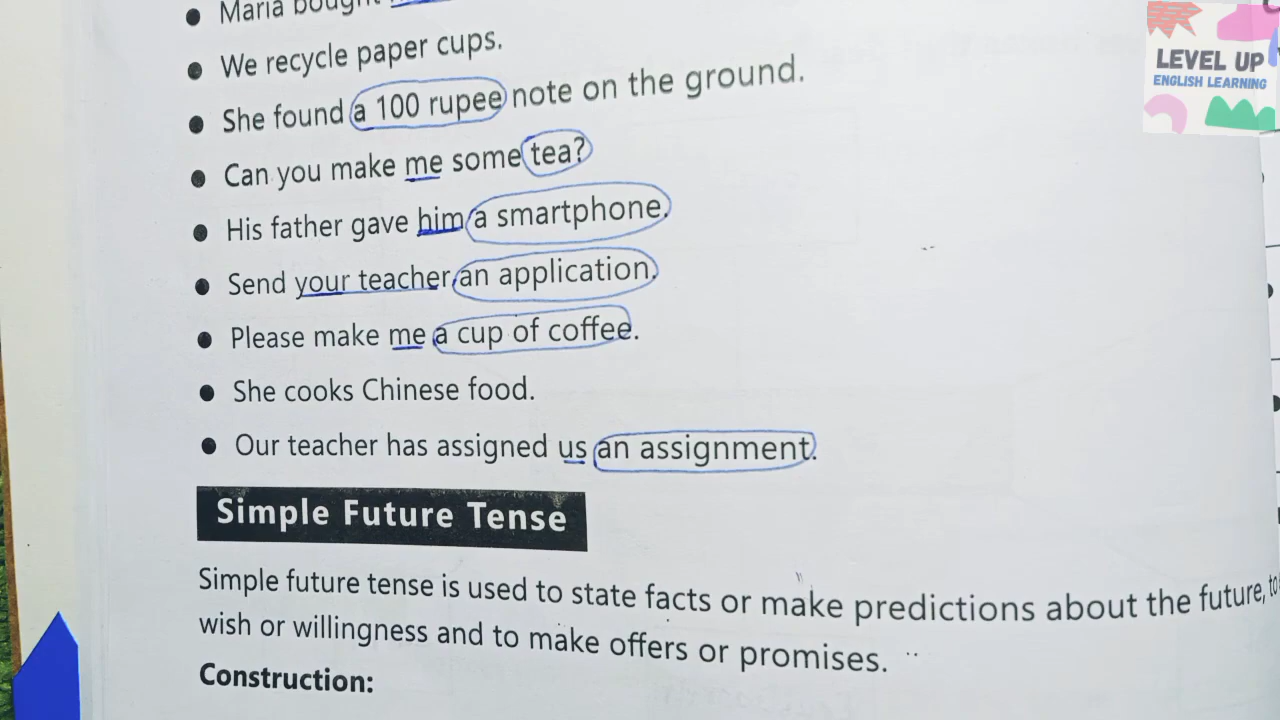 Maria bought
We recycle paper cups.
She found a 100 rupee note on the ground.
Can you make me some tea?
His father gave him a smartphone.
Send your teacher an application.
Please make me a cup of coffee.
She cooks Chinese food.
Our teacher has assigned us an assignment.
Simple Future Tense
Simple future tense is used to state facts or make predictions about the future, to
wish or willingness and to make offers or promises.
Construction:
LEVEL UP
ENGLISH LEARNING